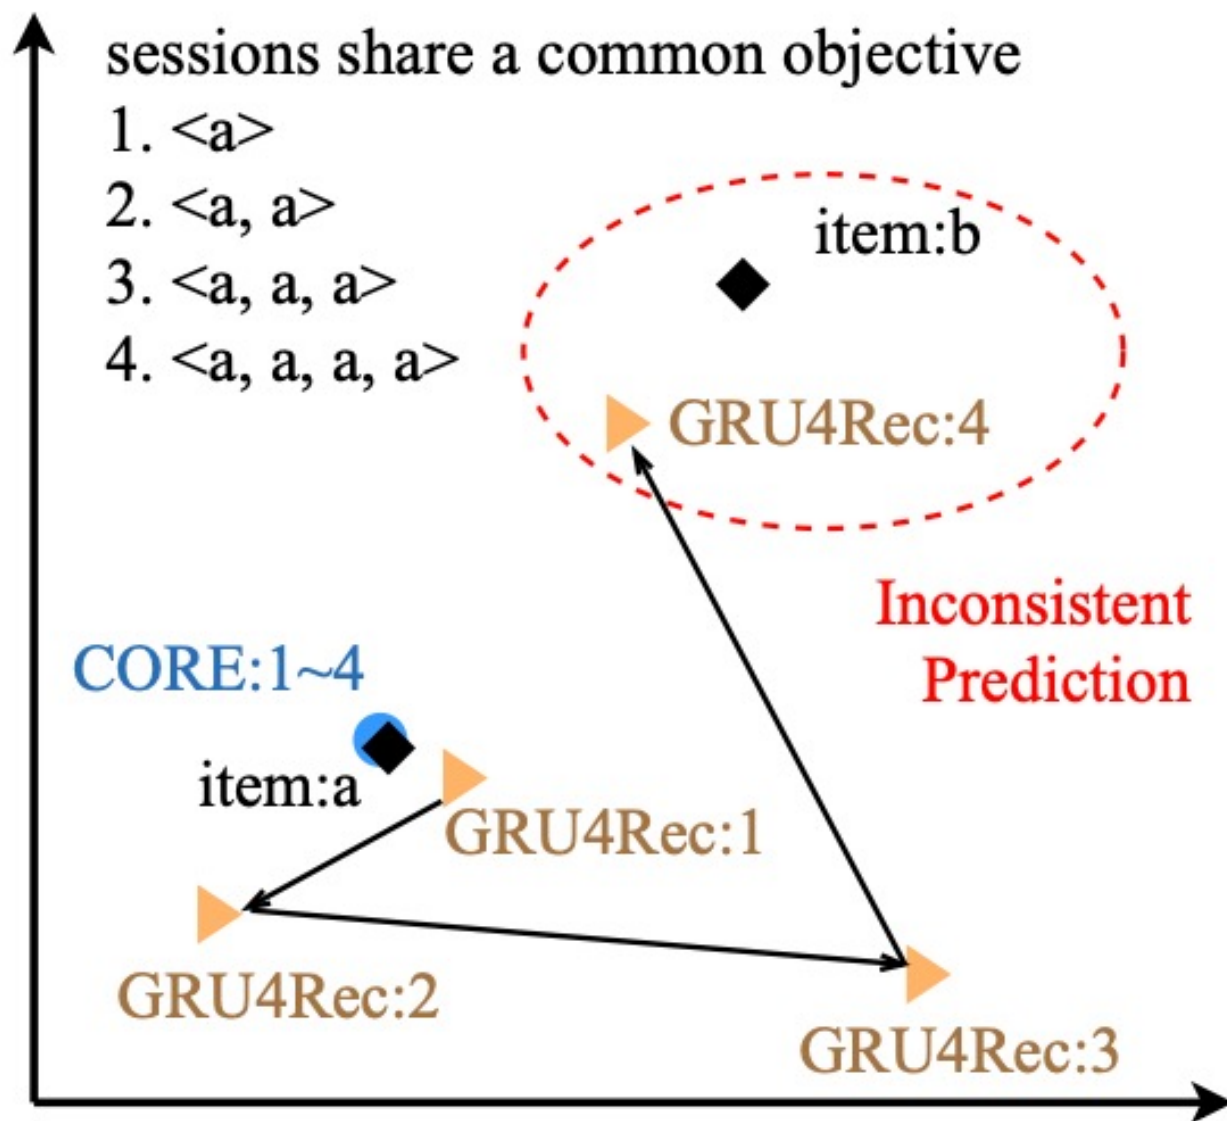 sessions share a common objective
1. <a>
2. <a, a>
3. <a, a, a>
4. <a, a, a, a>
item:b
GRU4Rec:4
Inconsistent
Prediction
CORE:1~4
item:a
GRU4Rec:1
GRU4Rec:2
GRU4Rec:3